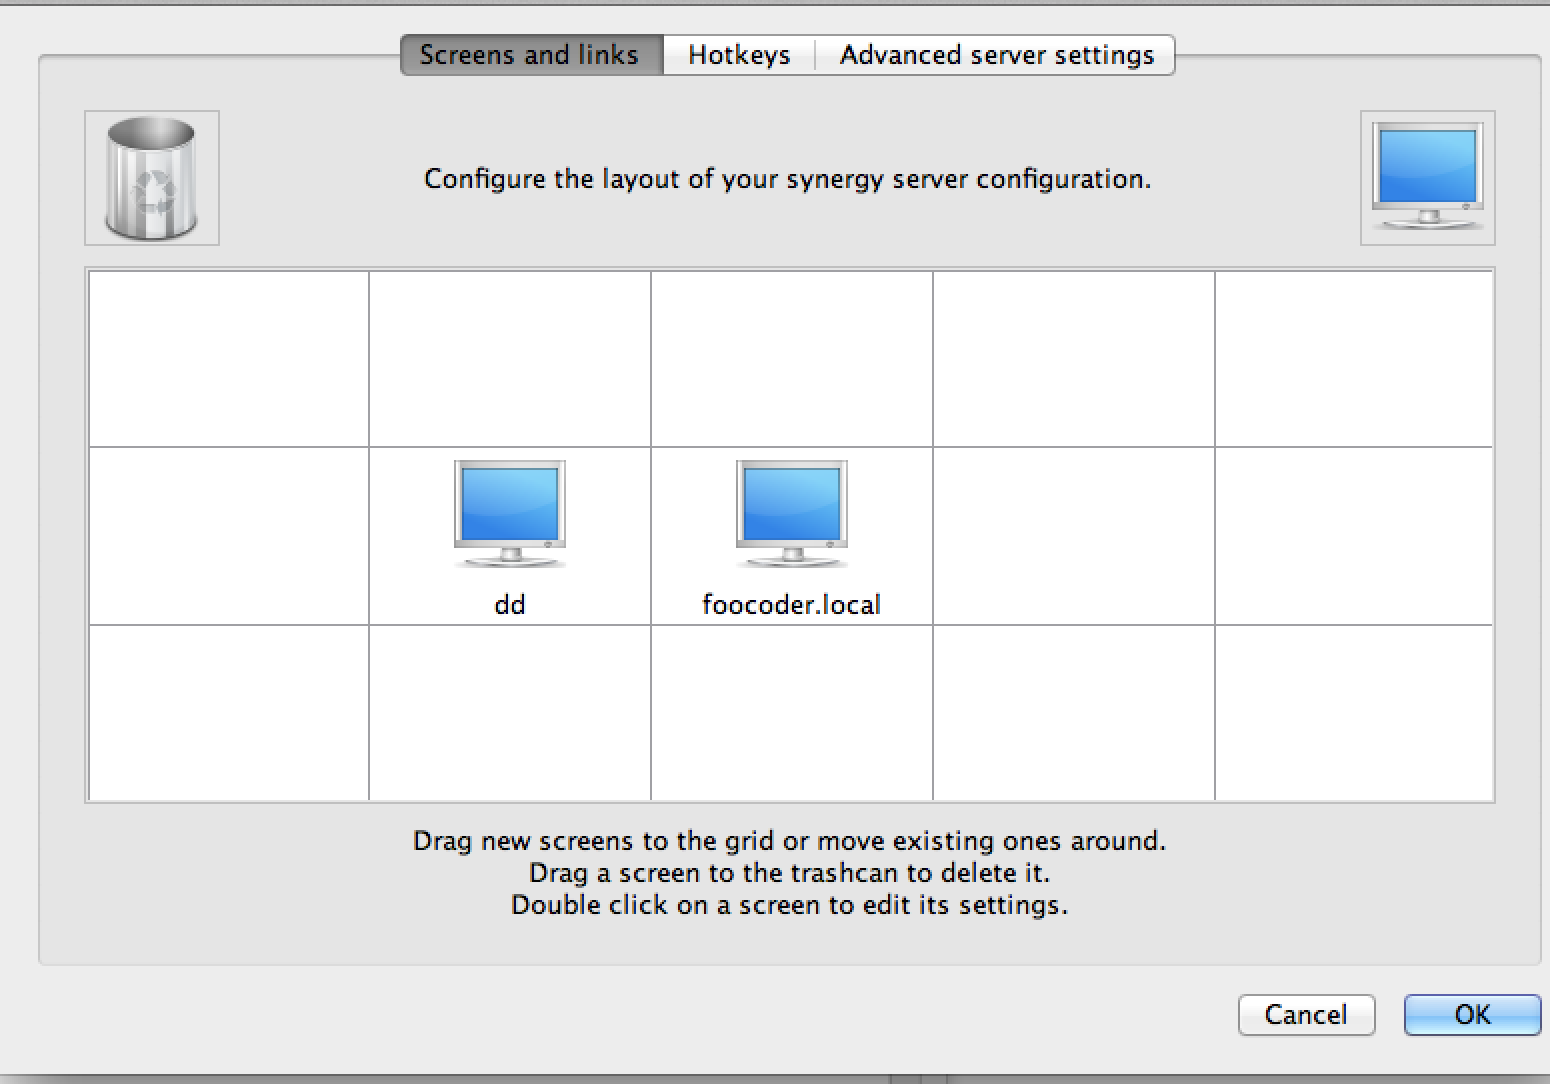 Screens and links
Hotkeys
Advanced server settings
Configure the layout of your synergy server configuration.
dd
foocoder.local
Drag new screens to the grid or move existing ones around.
Drag a screen to the trashcan to delete it.
Double click on a screen to edit its settings.
Cancel
OK